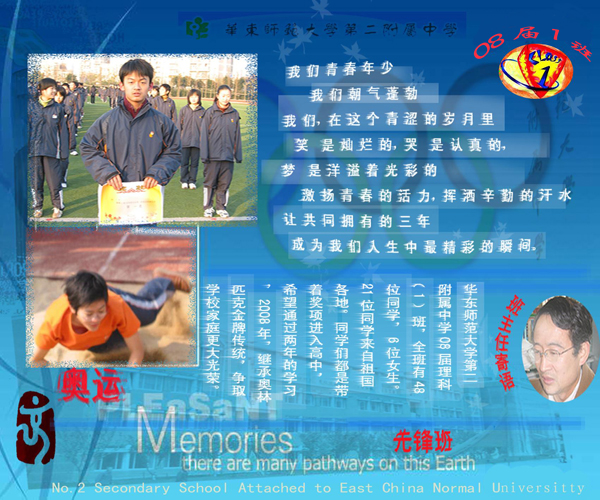 華東師範大学第二附屬中学
08届1班
CLASS
1
我们青春年少
我们朝气蓬勃
我们,在这个青涩的岁月里
笑 是灿烂的,哭 是认真的,
梦 是洋溢着光彩的
激扬青春的活力,挥洒辛勤的汗水
让共同拥有的三年
成为我们人生中最精彩的瞬间。
华东师范大学第二
附属中学08届理科
(一)班,全班有48
位同学,6位女生。
21位同学来自祖国
各地。同学们都是带
着奖项进入高中,
希望通过两年的学习
,2008年,继承奥林
匹克金牌传统,争取
学校家庭更大光荣。
班主任寄语
奥运
PLEaSaNT
Memories
先锋班
there are many pathways on this Earth
No.2 Secondary School Attached to East China Normal Universitty